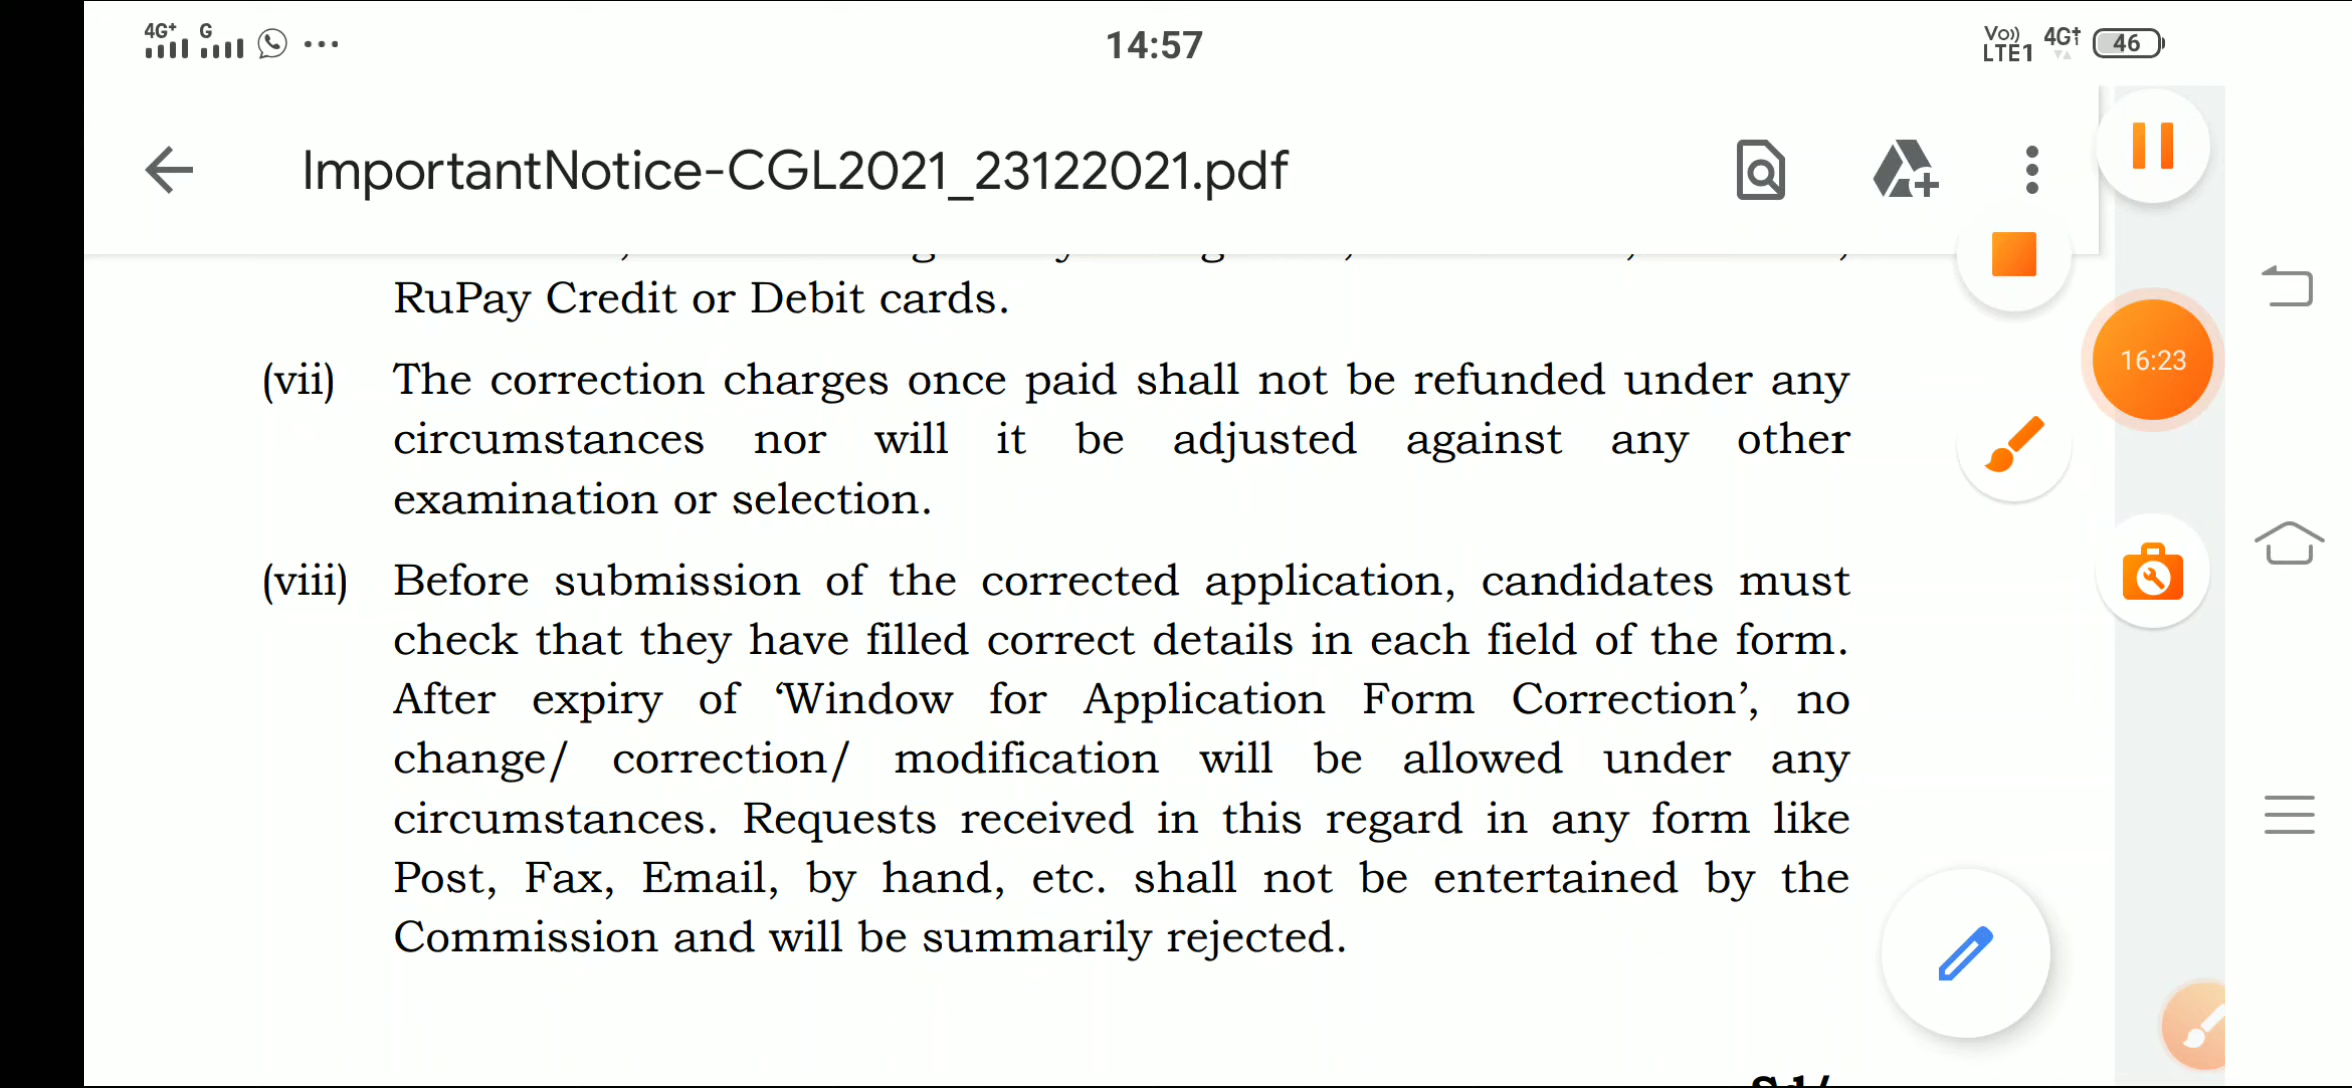 4G+ G
14:57
Vo)) LTE1 4G+ 46
ImportantNotice-CGL2021_23122021.pdf
RuPay Credit or Debit cards.
(vii) The correction charges once paid shall not be refunded under any
circumstances nor will it be adjusted against any other
examination or selection.
16:23
(viii) Before submission of the corrected application, candidates must
check that they have filled correct details in each field of the form.
After expiry of ‘Window for Application Form Correction’, no
change/ correction/ modification will be allowed under any
circumstances. Requests received in this regard in any form like
Post, Fax, Email, by hand, etc. shall not be entertained by the
Commission and will be summarily rejected.